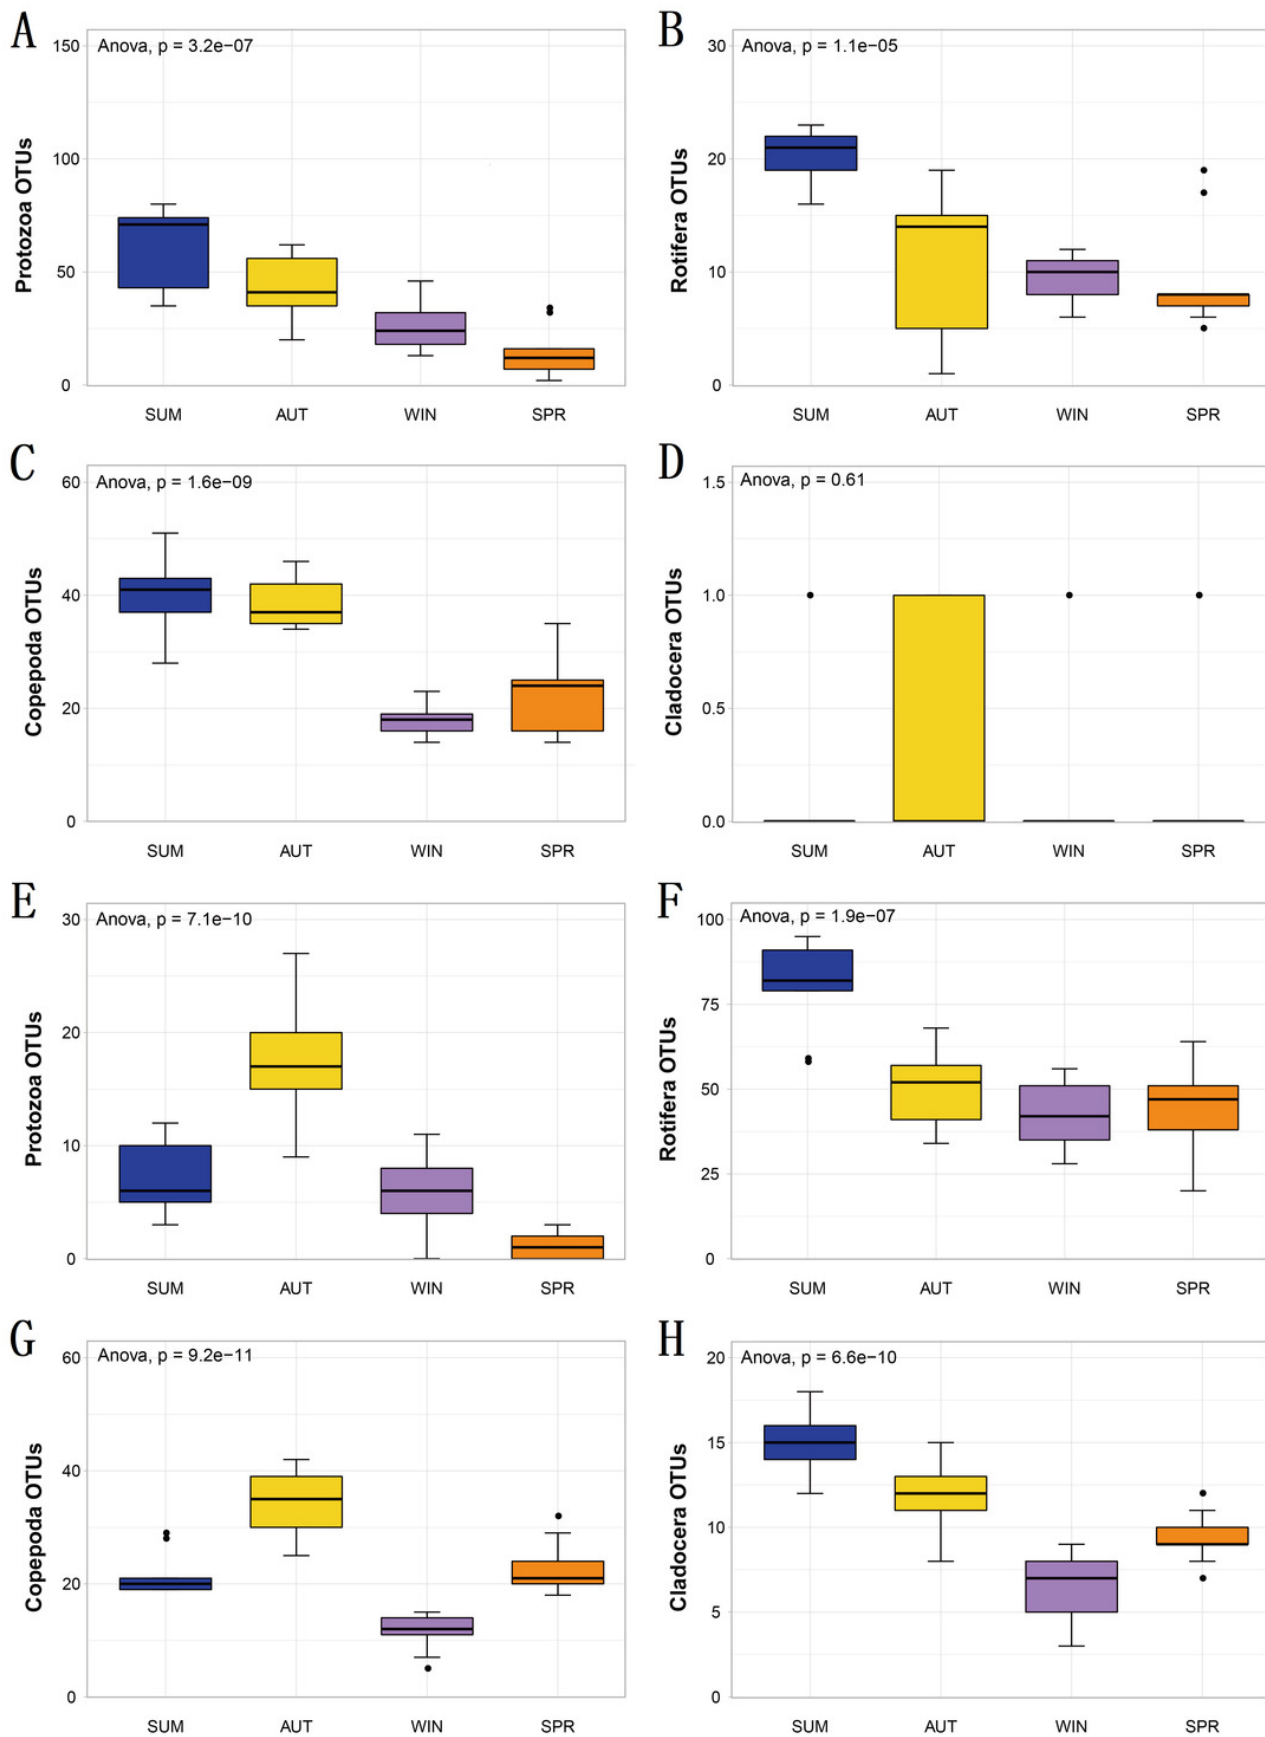 A
Anova, p = 3.2e−07
Protozoa OTUs
150
100
50
0
SUM AUT WIN SPR
B
Anova, p = 1.1e−05
Rotifera OTUs
30
20
10
0
SUM AUT WIN SPR
C
Anova, p = 1.6e−09
Copepoda OTUs
60
40
20
0
SUM AUT WIN SPR
D
Anova, p = 0.61
Cladocera OTUs
1.5
1.0
0.5
0.0
SUM AUT WIN SPR
E
Anova, p = 7.1e−10
Protozoa OTUs
30
20
10
0
SUM AUT WIN SPR
F
Anova, p = 1.9e−07
Rotifera OTUs
100
75
50
25
0
SUM AUT WIN SPR
G
Anova, p = 9.2e−11
Copepoda OTUs
60
40
20
0
SUM AUT WIN SPR
H
Anova, p = 6.6e−10
Cladocera OTUs
20
15
10
5
0
SUM AUT WIN SPR